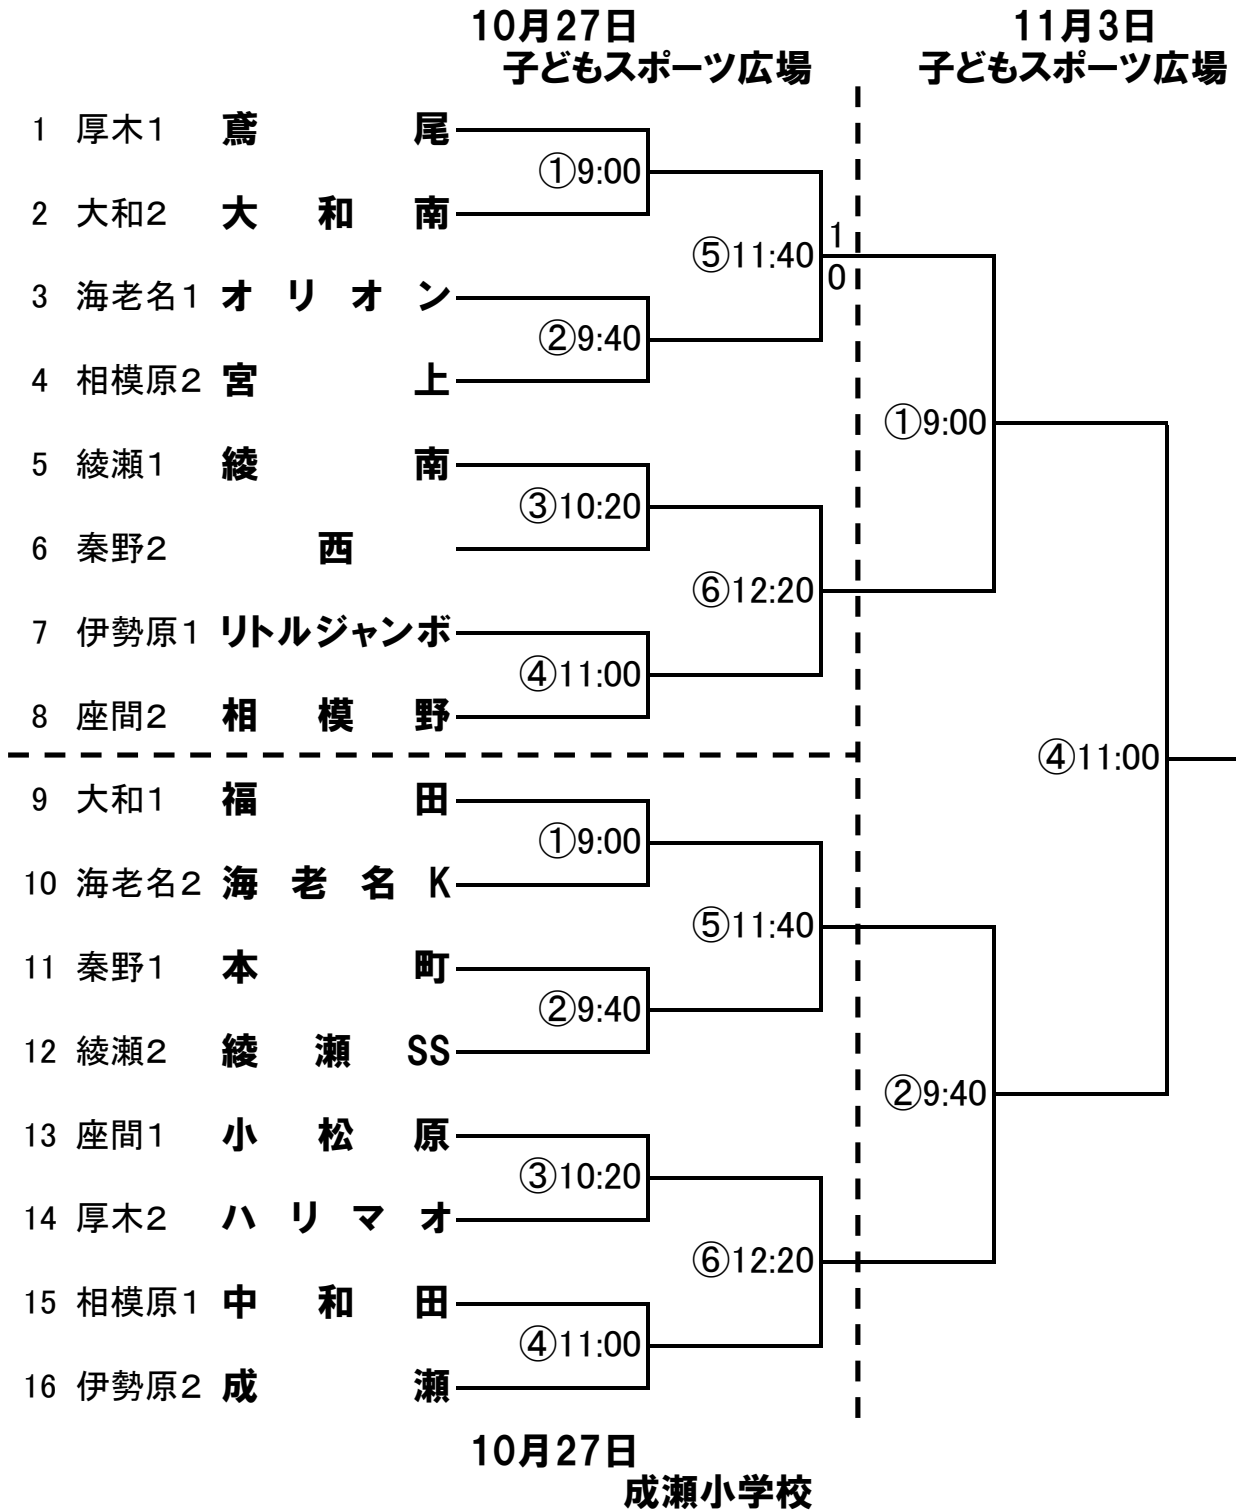 10月27日
子どもスポーツ広場
11月3日
子どもスポーツ広場
1 厚木1 鳶尾
①9:00
2 大和2 大和南
⑤11:40
1
0
3 海老名1 オリオン
②9:40
4 相模原2 宮上
①9:00
5 綾瀬1 綾南
③10:20
6 秦野2 西
⑥12:20
7 伊勢原1 リトルジャンボ
④11:00
8 座間2 相模野
④11:00
9 大和1 福田
①9:00
10 海老名2 海老名K
⑤11:40
11 秦野1 本町
②9:40
12 綾瀬2 綾瀬SS
②9:40
13 座間1 小松原
③10:20
14 厚木2 ハリマオ
⑥12:20
15 相模原1 中和田
④11:00
16 伊勢原2 成瀬
10月27日
成瀬小学校